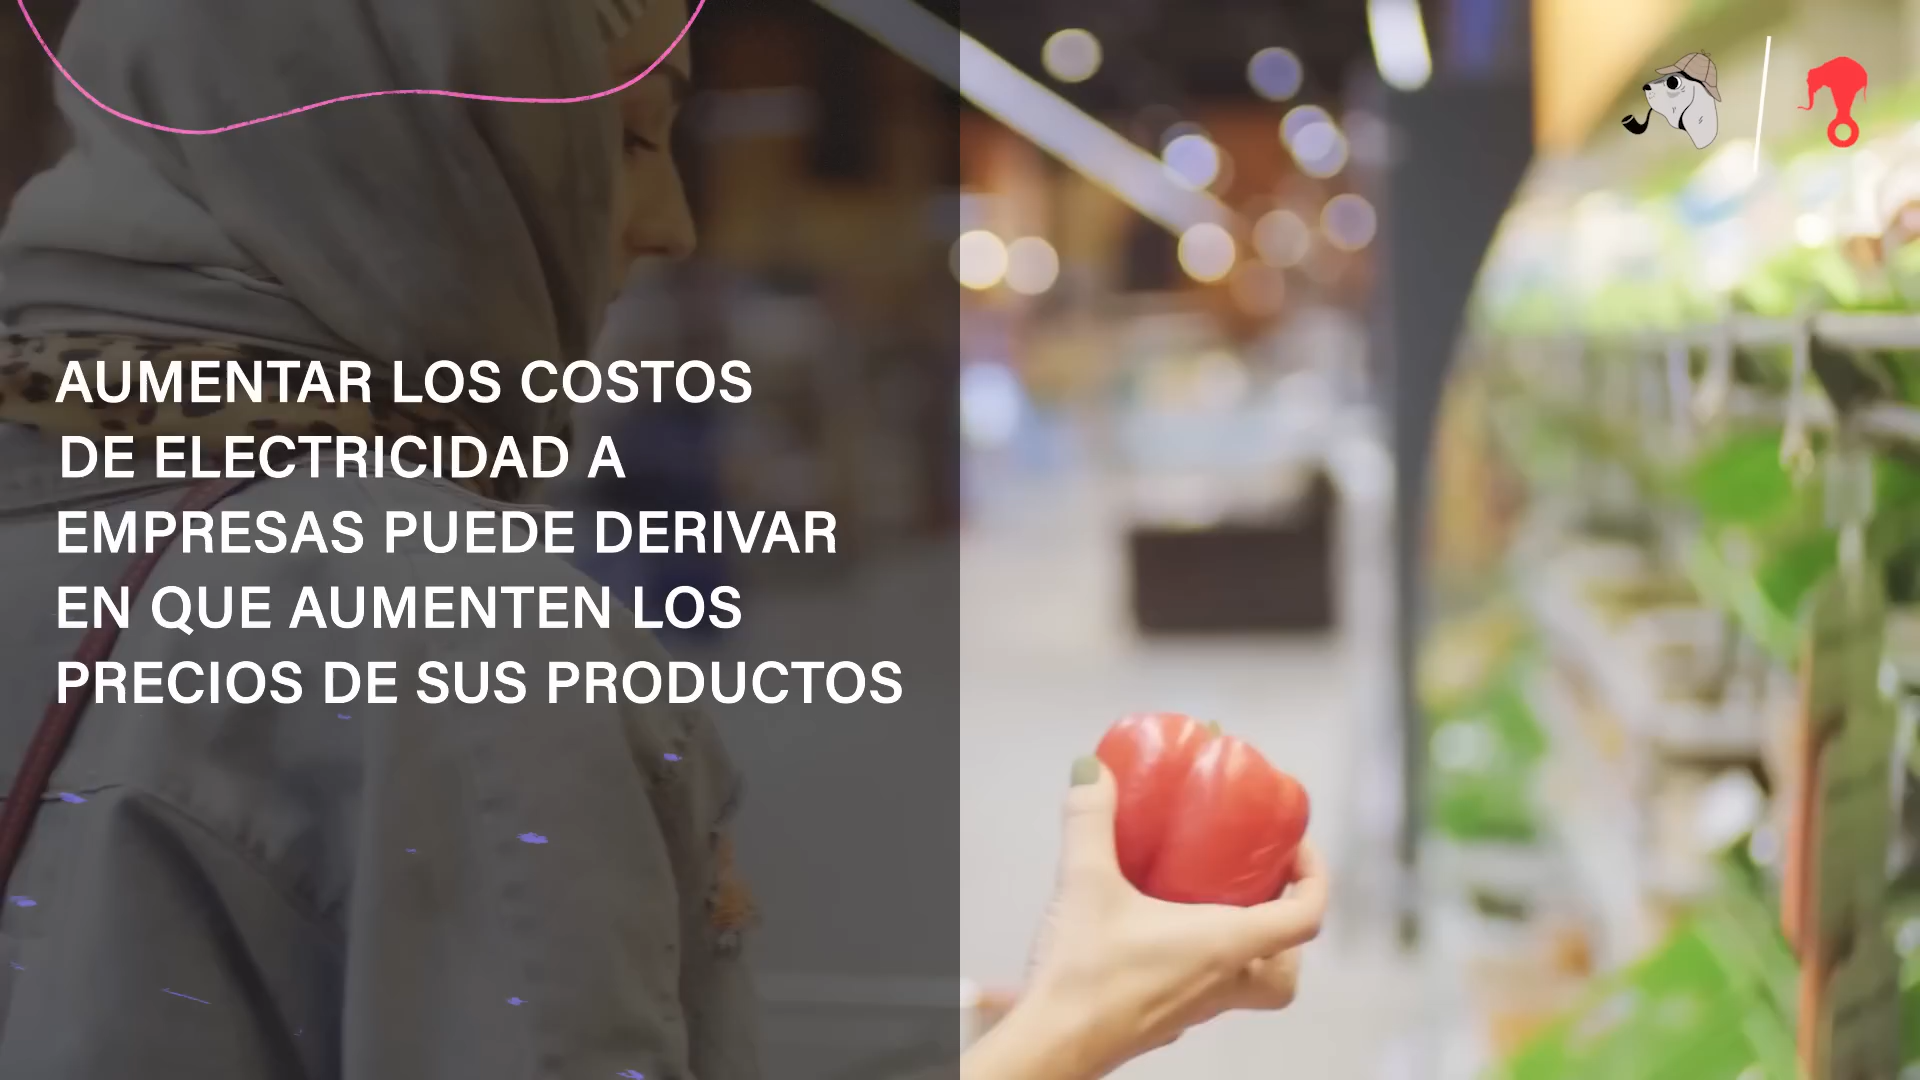 AUMENTAR LOS COSTOS
DE ELECTRICIDAD A
EMPRESAS PUEDE DERIVAR
EN QUE AUMENTEN LOS
PRECIOS DE SUS PRODUCTOS